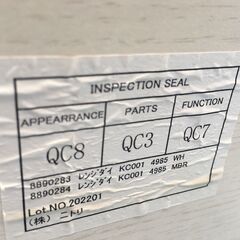 INSPECTION SEAL
APPEARANCE PARTS FUNCTION
QC8 QC3 QC7
8890283 レンジダイ KC001 4985 WH
8890284 レンジダイ KC001 4985 MBR
Lot NO.202201
(株) ニトリ